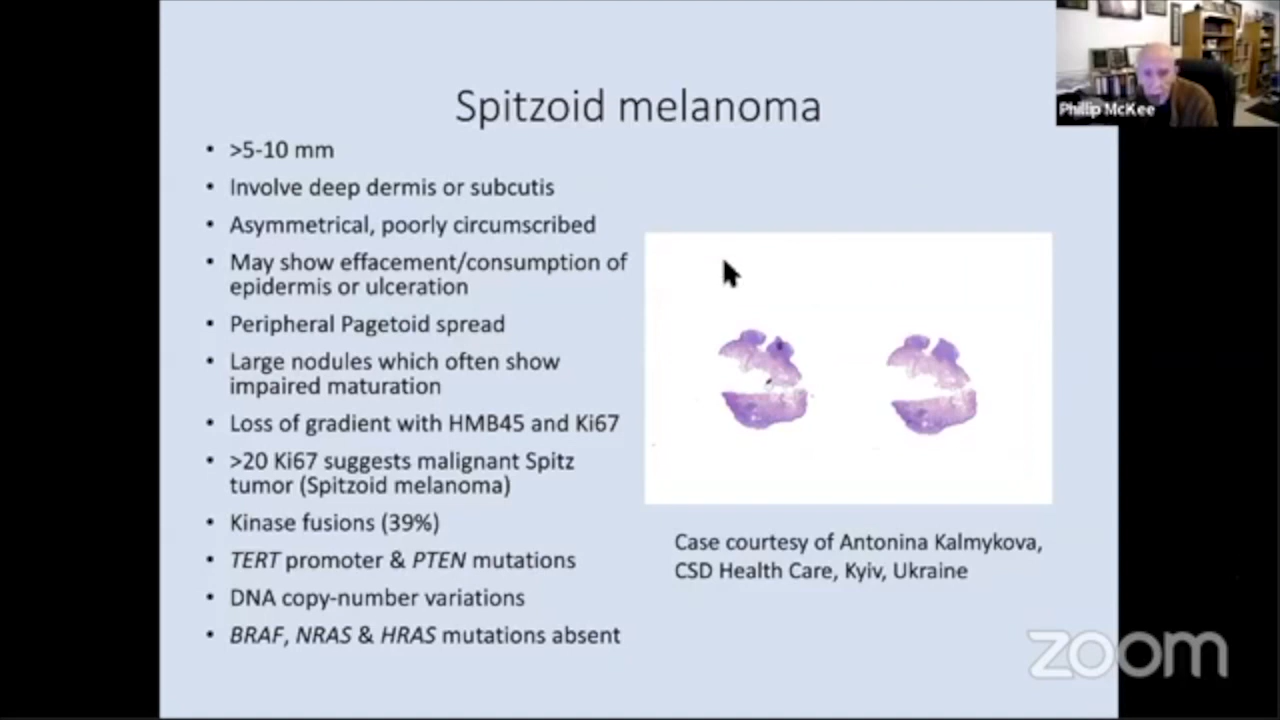 Spitzoid melanoma
• >5-10 mm
• Involve deep dermis or subcutis
• Asymmetrical, poorly circumscribed
• May show effacement/consumption of
epidermis or ulceration
• Peripheral Pagetoid spread
• Large nodules which often show
impaired maturation
• Loss of gradient with HMB45 and Ki67
• >20 Ki67 suggests malignant Spitz
tumor (Spitzoid melanoma)
• Kinase fusions (39%)
• TERT promoter & PTEN mutations
• DNA copy-number variations
• BRAF, NRAS & HRAS mutations absent
Case courtesy of Antonina Kalmykova,
CSD Health Care, Kyiv, Ukraine
Phillip McKee
zoom